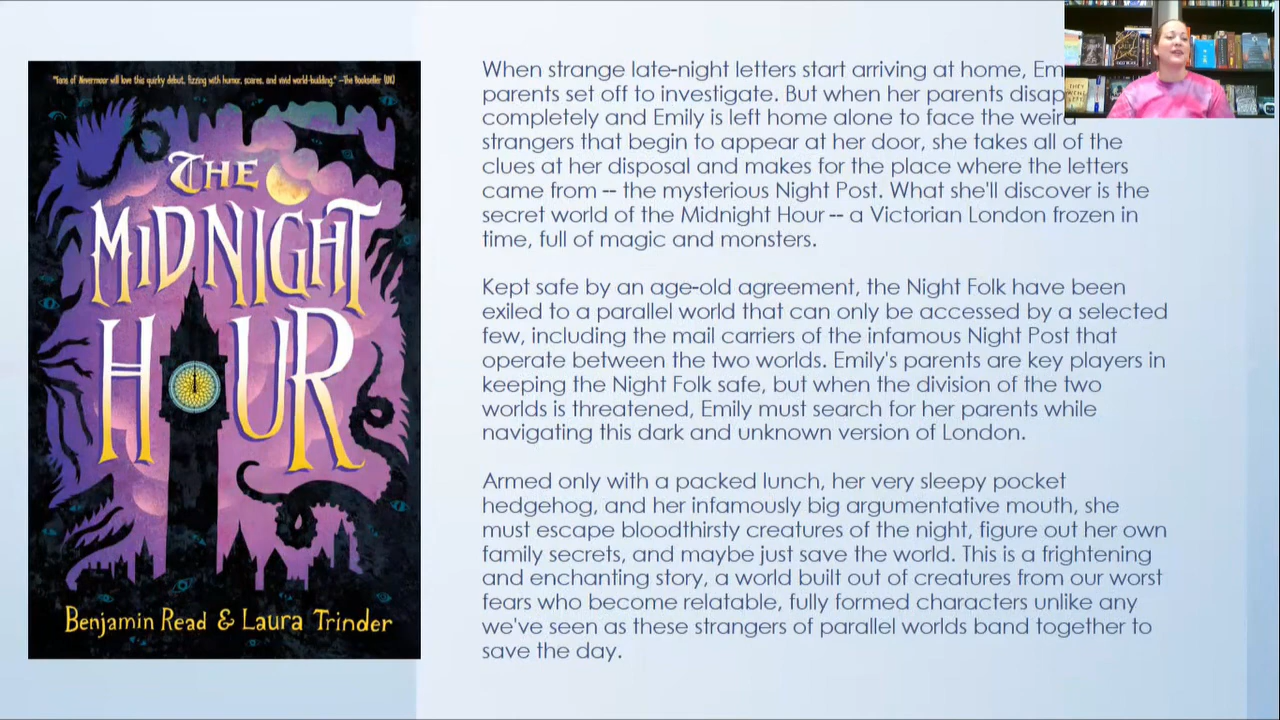 "Fans of Nevermoor will love this quirky debut, fizzing with humor, scares, and vivid world-building." —The Bookseller (UK)
THE
MIDNIGHT
HOUR
Benjamin Read & Laura Trinder
When strange late-night letters start arriving at home, Em
parents set off to investigate. But when her parents disap
completely and Emily is left home alone to face the weird
strangers that begin to appear at her door, she takes all of the
clues at her disposal and makes for the place where the letters
came from -- the mysterious Night Post. What she'll discover is the
secret world of the Midnight Hour -- a Victorian London frozen in
time, full of magic and monsters.
Kept safe by an age-old agreement, the Night Folk have been
exiled to a parallel world that can only be accessed by a selected
few, including the mail carriers of the infamous Night Post that
operate between the two worlds. Emily's parents are key players in
keeping the Night Folk safe, but when the division of the two
worlds is threatened, Emily must search for her parents while
navigating this dark and unknown version of London.
Armed only with a packed lunch, her very sleepy pocket
hedgehog, and her infamously big argumentative mouth, she
must escape bloodthirsty creatures of the night, figure out her own
family secrets, and maybe just save the world. This is a frightening
and enchanting story, a world built out of creatures from our worst
fears who become relatable, fully formed characters unlike any
we've seen as these strangers of parallel worlds band together to
save the day.